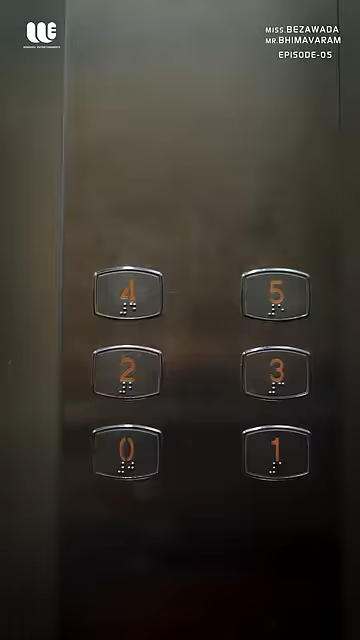 MISS.BEZAWADA
MR.BHIMAVARAM
EPISODE-05
4 5
2 3
0 1